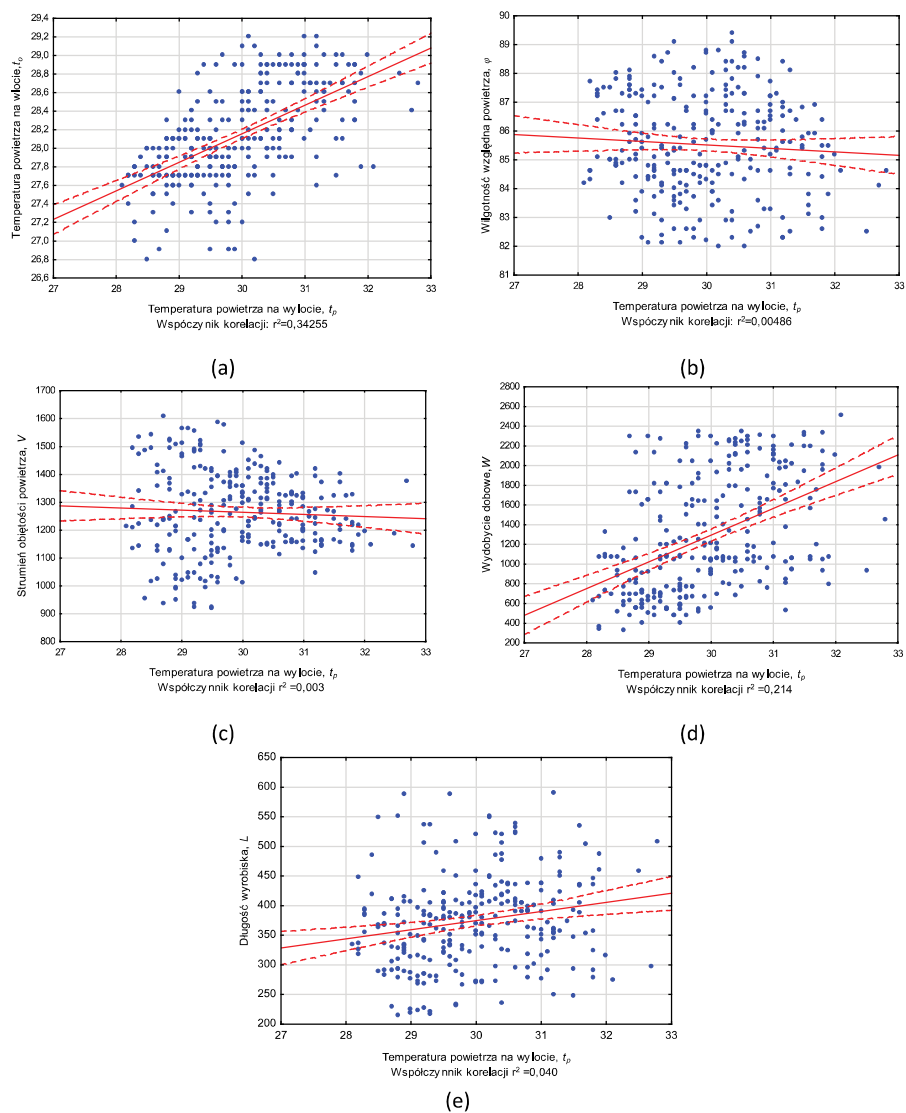 29,4
29,2
29,0
28,8
28,6
28,4
28,2
28,0
27,8
27,6
27,4
27,2
27,0
26,8
26,6
Temperatura powietrza na wlocie,to
27 28 29 30 31 32 33
Temperatura powietrza na wylocie, tp
Wspóczynnik korelacji: r²=0,34255
(a)
90
89
88
87
86
85
84
83
82
81
Wilgotność względna powietrza, φ
27 28 29 30 31 32 33
Temperatura powietrza na wylocie, tp
Wspóczynnik korelacji: r²=0,00486
(b)
1700
1600
1500
1400
1300
1200
1100
1000
900
800
Strumień objętości powietrza, V
27 28 29 30 31 32 33
Temperatura powietrza na wylocie, tp
Współczynnik korelacji r² =0,003
(c)
2800
2600
2400
2200
2000
1800
1600
1400
1200
1000
800
600
400
200
Wydobycie dobowe, W
27 28 29 30 31 32 33
Temperatura powietrza na wylocie, tp
Współczynnik korelacji r² =0,214
(d)
650
600
550
500
450
400
350
300
250
200
Długość wyrobiska, L
27 28 29 30 31 32 33
Temperatura powietrza na wylocie, tp
Współczynnik korelacji r² =0,040
(e)